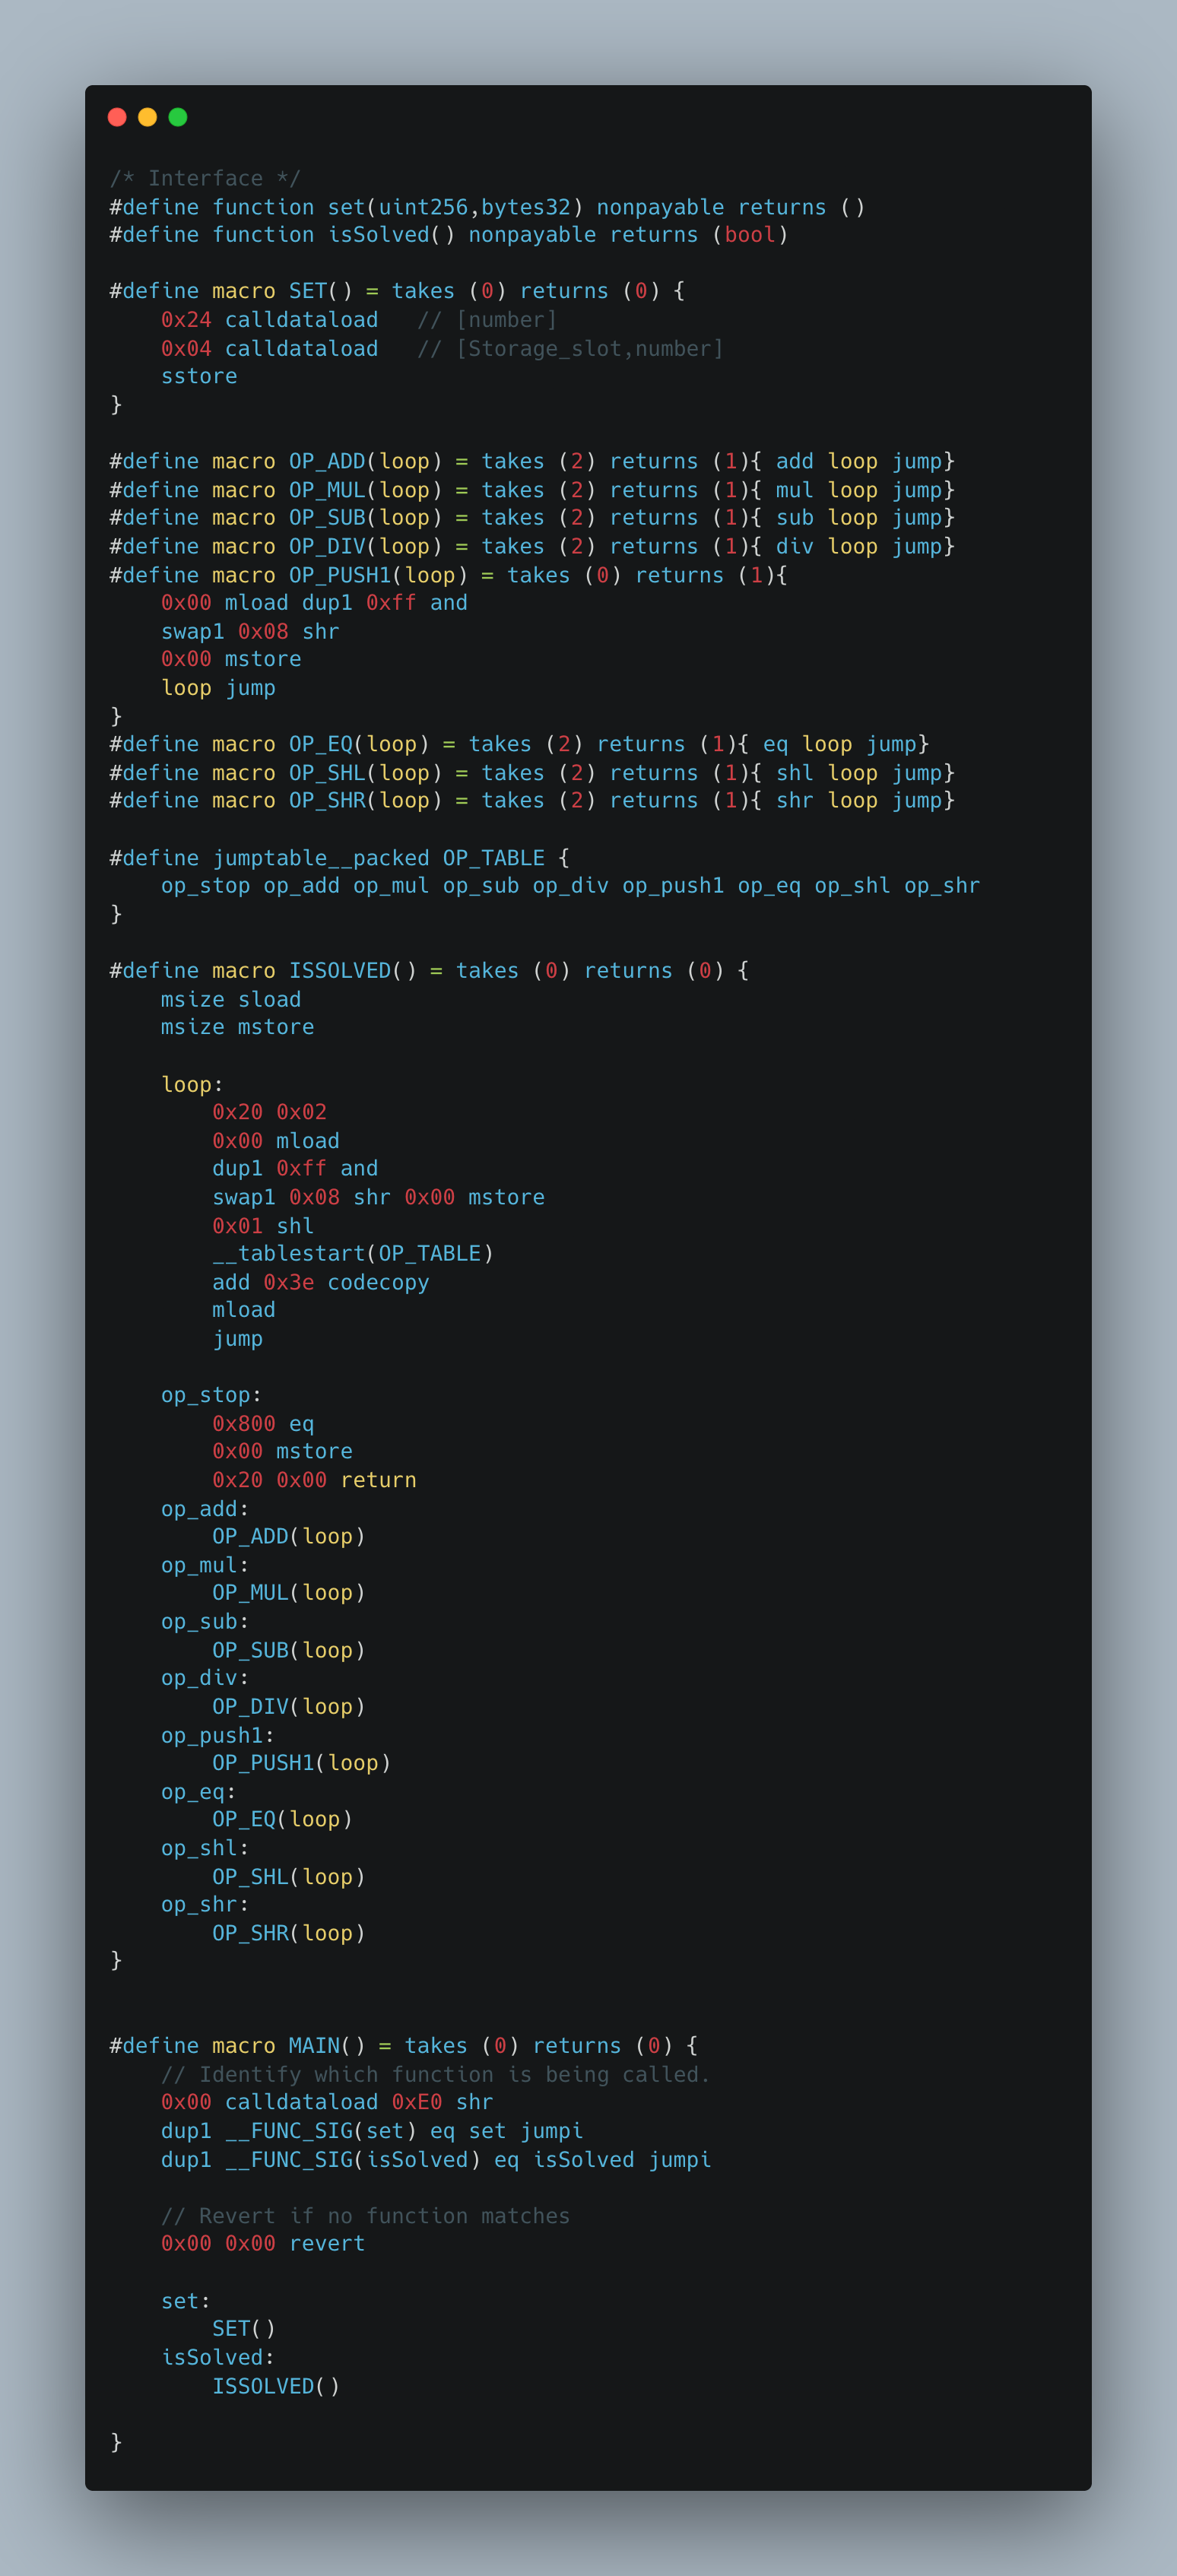 /* Interface */
#define function set(uint256,bytes32) nonpayable returns ()
#define function isSolved() nonpayable returns (bool)

#define macro SET() = takes (0) returns (0) {
    0x24 calldataload   // [number]
    0x04 calldataload   // [Storage_slot,number]
    sstore
}

#define macro OP_ADD(loop) = takes (2) returns (1){ add loop jump}
#define macro OP_MUL(loop) = takes (2) returns (1){ mul loop jump}
#define macro OP_SUB(loop) = takes (2) returns (1){ sub loop jump}
#define macro OP_DIV(loop) = takes (2) returns (1){ div loop jump}
#define macro OP_PUSH1(loop) = takes (0) returns (1){
    0x00 mload dup1 0xff and
    swap1 0x08 shr
    0x00 mstore
    loop jump
}
#define macro OP_EQ(loop) = takes (2) returns (1){ eq loop jump}
#define macro OP_SHL(loop) = takes (2) returns (1){ shl loop jump}
#define macro OP_SHR(loop) = takes (2) returns (1){ shr loop jump}

#define jumptable__packed OP_TABLE {
    op_stop op_add op_mul op_sub op_div op_push1 op_eq op_shl op_shr
}

#define macro ISSOLVED() = takes (0) returns (0) {
    msize sload
    msize mstore

    loop:
        0x20 0x02
        0x00 mload
        dup1 0xff and
        swap1 0x08 shr 0x00 mstore
        0x01 shl
        __tablestart(OP_TABLE)
        add 0x3e codecopy
        mload
        jump

    op_stop:
        0x800 eq
        0x00 mstore
        0x20 0x00 return
    op_add:
        OP_ADD(loop)
    op_mul:
        OP_MUL(loop)
    op_sub:
        OP_SUB(loop)
    op_div:
        OP_DIV(loop)
    op_push1:
        OP_PUSH1(loop)
    op_eq:
        OP_EQ(loop)
    op_shl:
        OP_SHL(loop)
    op_shr:
        OP_SHR(loop)
}

#define macro MAIN() = takes (0) returns (0) {
    // Identify which function is being called.
    0x00 calldataload 0xE0 shr
    dup1 __FUNC_SIG(set) eq set jumpi
    dup1 __FUNC_SIG(isSolved) eq isSolved jumpi

    // Revert if no function matches
    0x00 0x00 revert

    set:
        SET()
    isSolved:
        ISSOLVED()

}